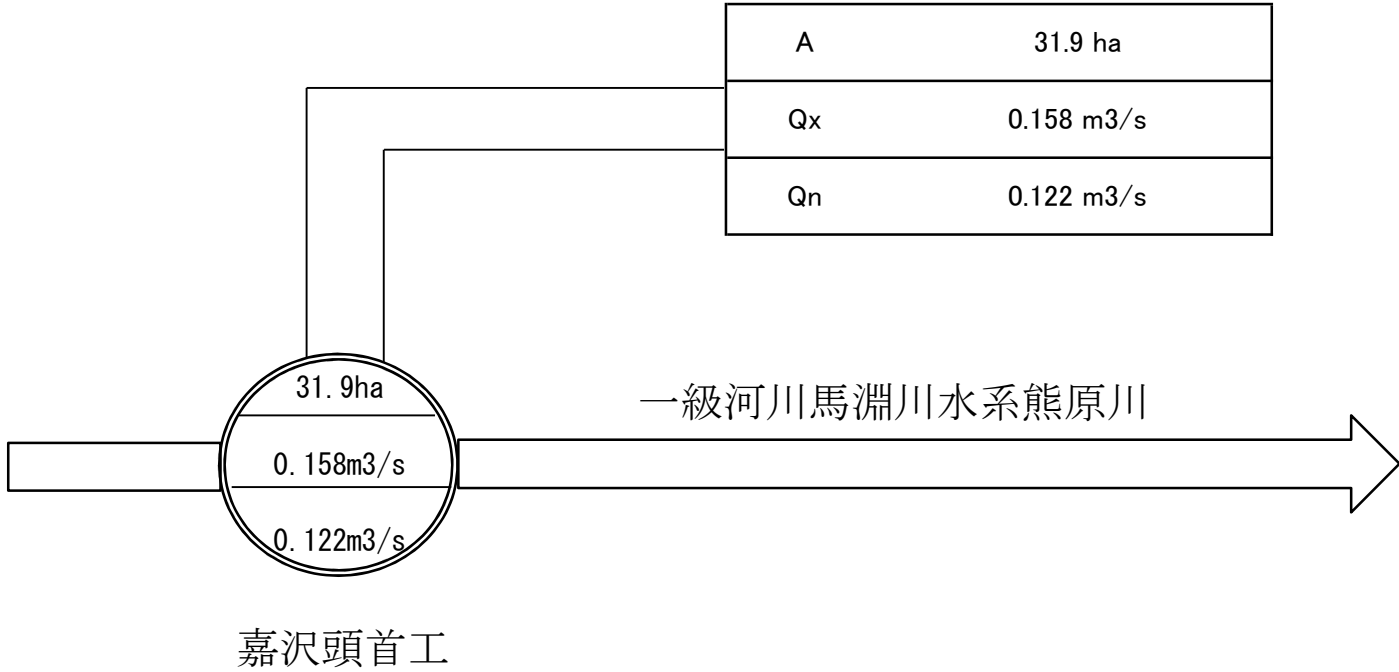 A 31.9 ha
Qx 0.158 m3/s
Qn 0.122 m3/s
31.9ha
0.158m3/s
0.122m3/s
一級河川馬淵川水系熊原川
嘉沢頭首工